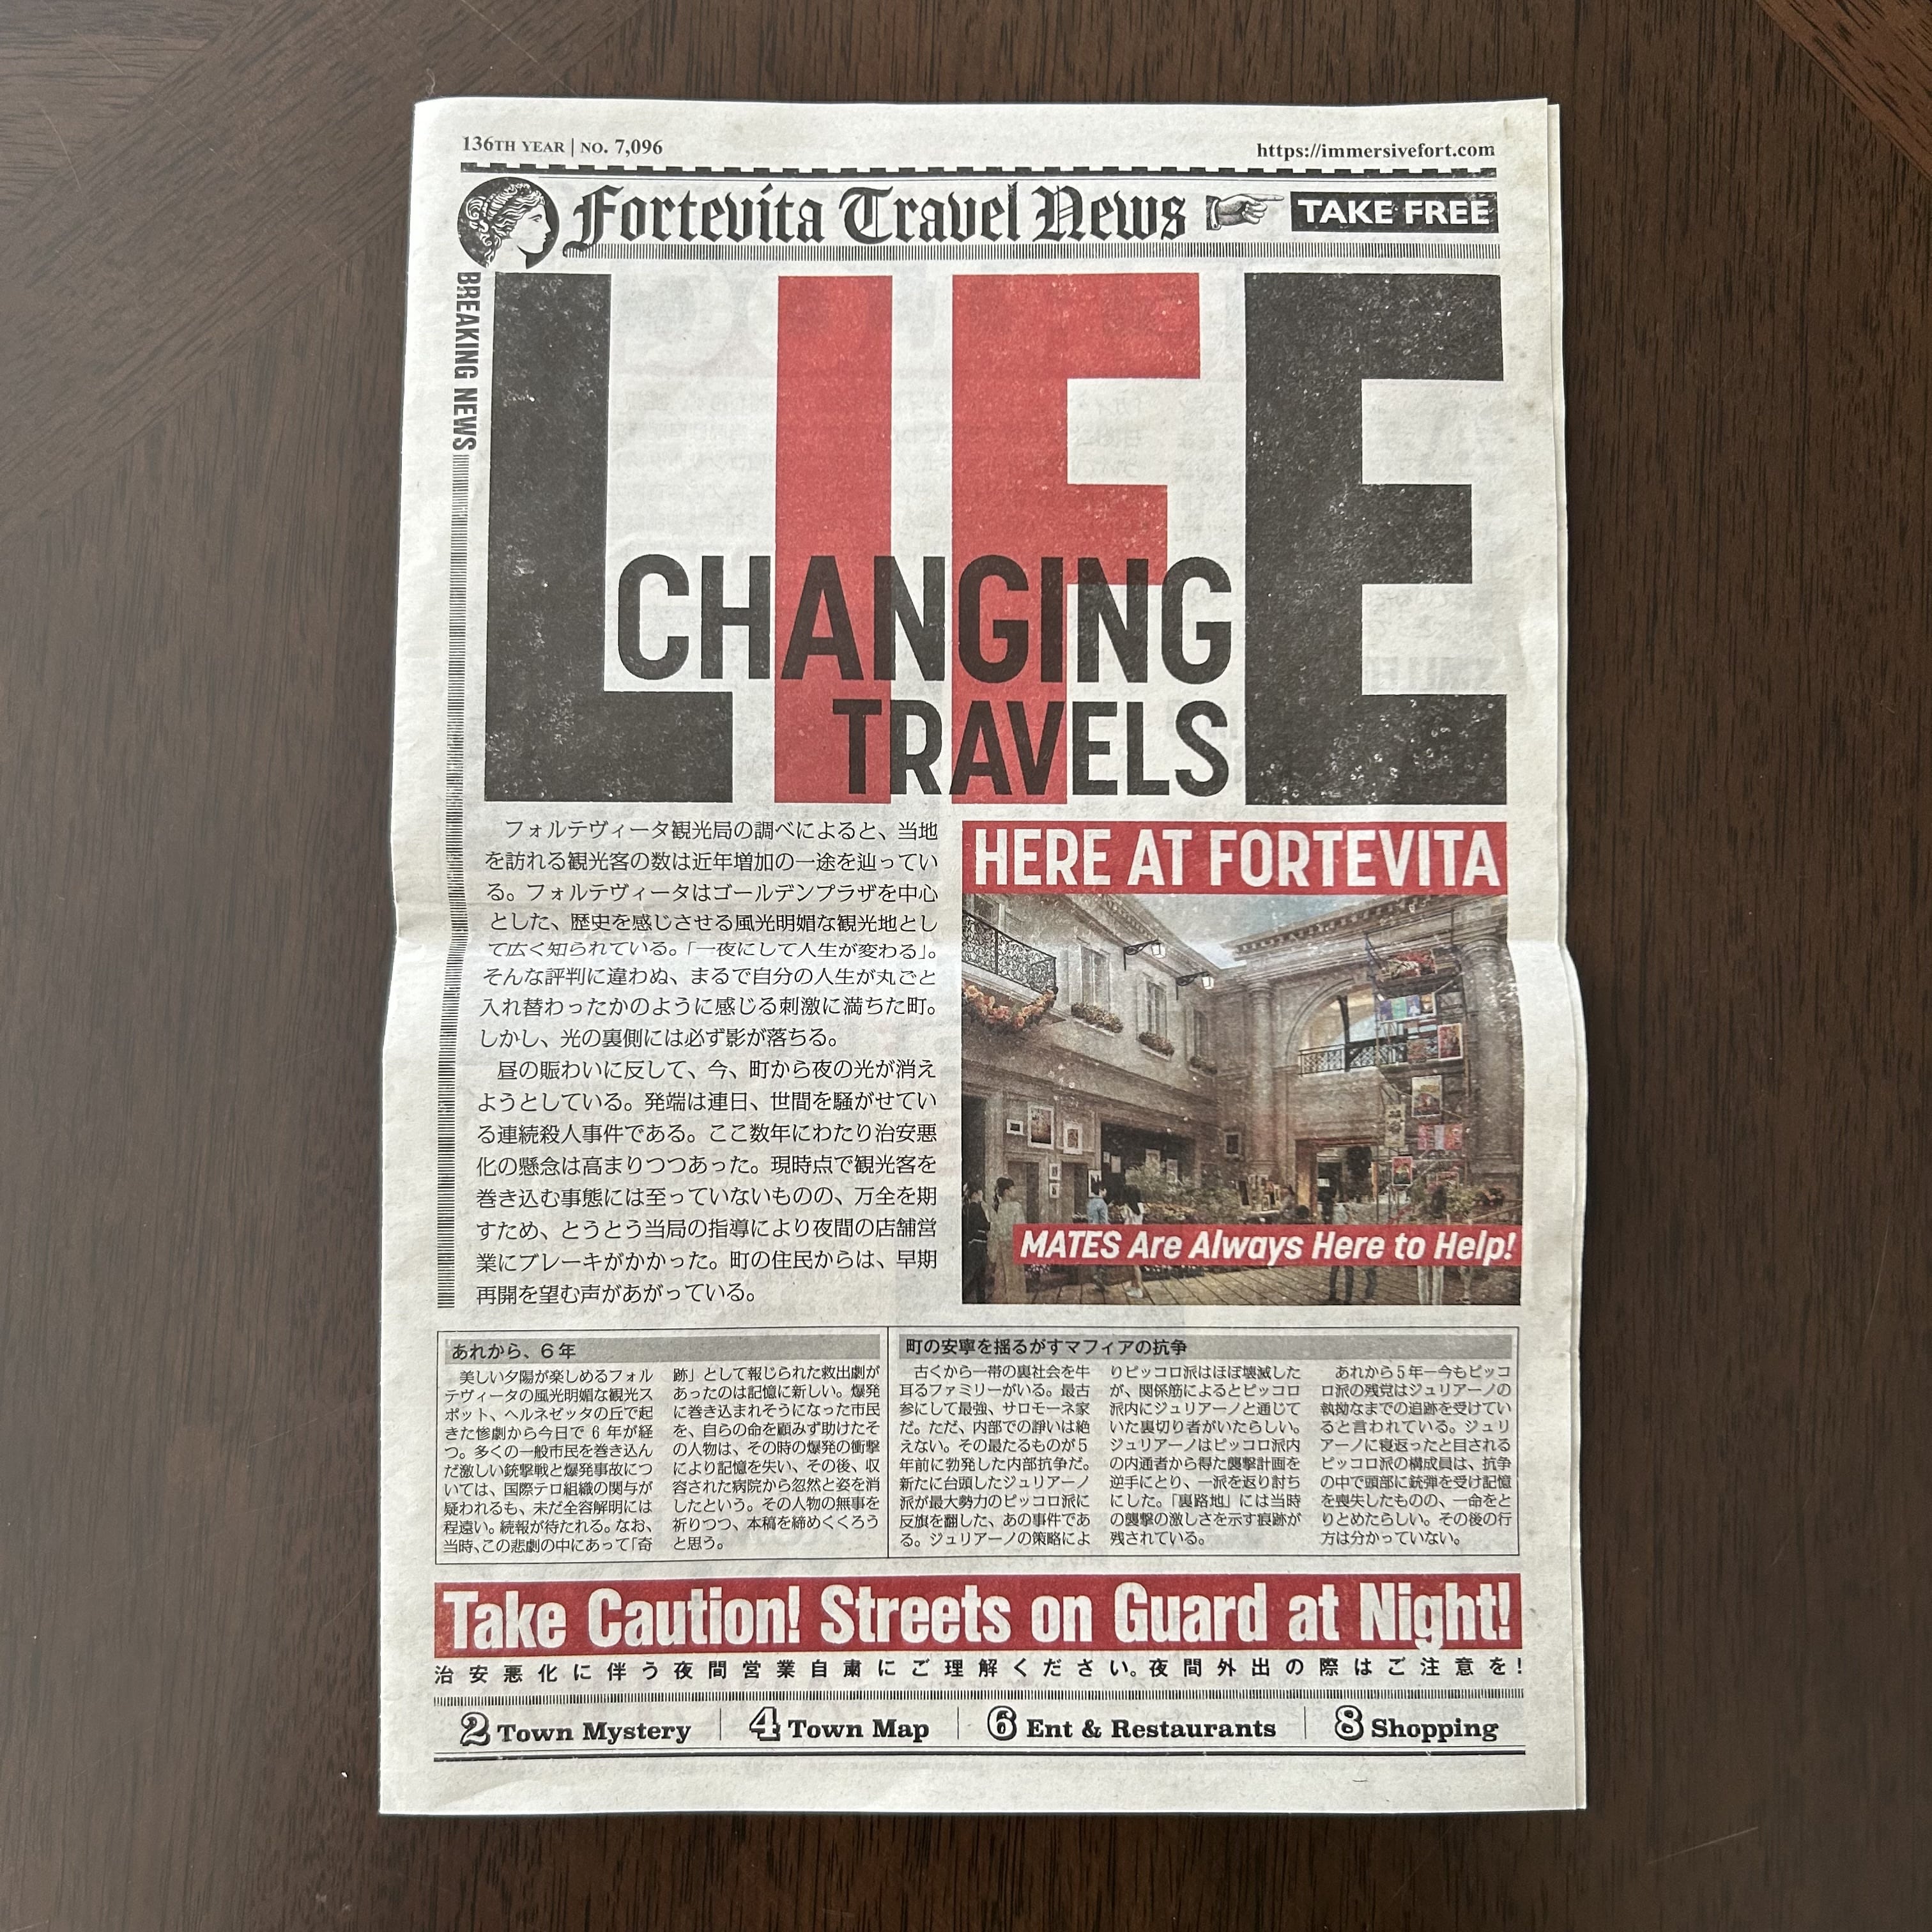 136TH YEAR | NO. 7,096
https://immersivefort.com
Fortevita Travel News
TAKE FREE
BREAKING NEWS
LIFE
CHANGING
TRAVELS
フォルテヴィータ観光局の調べによると、当地
を訪れる観光客の数は近年増加の一途を辿ってい
る。フォルテヴィータはゴールデンプラザを中心
とした、歴史を感じさせる風光明媚な観光地とし
て広く知られている。「一夜にして人生が変わる」。
そんな評判に違わぬ、まるで自分の人生が丸ごと
入れ替わったかのように感じる刺激に満ちた町。
しかし、光の裏側には必ず影が落ちる。
昼の賑わいに反して、今、町から夜の光が消え
ようとしている。発端は連日、世間を騒がせてい
る連続殺人事件である。ここ数年にわたり治安悪
化の懸念は高まりつつあった。現時点で観光客を
巻き込む事態には至っていないものの、万全を期
すため、とうとう当局の指導により夜間の店舗営
業にブレーキがかかった。町の住民からは、早期
再開を望む声があがっている。
HERE AT FORTEVITA
MATES Are Always Here to Help!
あれから、6年
美しい夕陽が楽しめるフォル
テヴィータの風光明媚な観光ス
ポット、ヘルネゼッタの丘で起
きた惨劇から今日で 6 年が経
つ。多くの一般市民を巻き込ん
だ激しい銃撃戦と爆発事故につ
いては、国際テロ組織の関与が
疑われるも、未だ全容解明には
程遠い。続報が待たれる。なお、
当時、この悲劇の中にあって「奇
跡」として報じられた救出劇が
あったのは記憶に新しい。爆発
に巻き込まれそうになった市民
を、自らの命を顧みず助けたそ
の人物は、その時の爆発の衝撃
により記憶を失い、その後、収
容された病院から忽然と姿を消
したという。その人物の無事を
祈りつつ、本稿を締めくくろう
と思う。
町の安寧を揺るがすマフィアの抗争
古くから一帯の裏社会を牛
耳るファミリーがいる。最古
参にして最強、サロモーネ家
だ。ただ、内部での諍いは絶
えない。その最たるものが5
年前に勃発した内部抗争だ。
新たに台頭したジュリアーノ
派が最大勢力のピッコロ派に
反旗を翻した、あの事件であ
る。ジュリアーノの策略によ
りピッコロ派はほぼ壊滅した
が、関係筋によるとピッコロ
派内にジュリアーノと通じて
いた裏切り者がいたらしい。
ジュリアーノはピッコロ派内
の内通者から得た襲撃計画を
逆手にとり、一派を返り討ち
にした。「裏路地」には当時
の襲撃の激しさを示す痕跡が
残されている。
あれから5年―今もピッコ
ロ派の残党はジュリアーノの
執拗なまでの追跡を受けてい
ると言われている。ジュリ
アーノに寝返ったと目される
ピッコロ派の構成員は、抗争
の中で頭部に銃弾を受け記憶
を喪失したものの、一命をと
りとめたらしい。その後の行
方は分かっていない。
Take Caution! Streets on Guard at Night!
治安悪化に伴う夜間営業自粛にご理解ください。夜間外出の際はご注意を!
2 Town Mystery
4 Town Map
6 Ent & Restaurants
8 Shopping